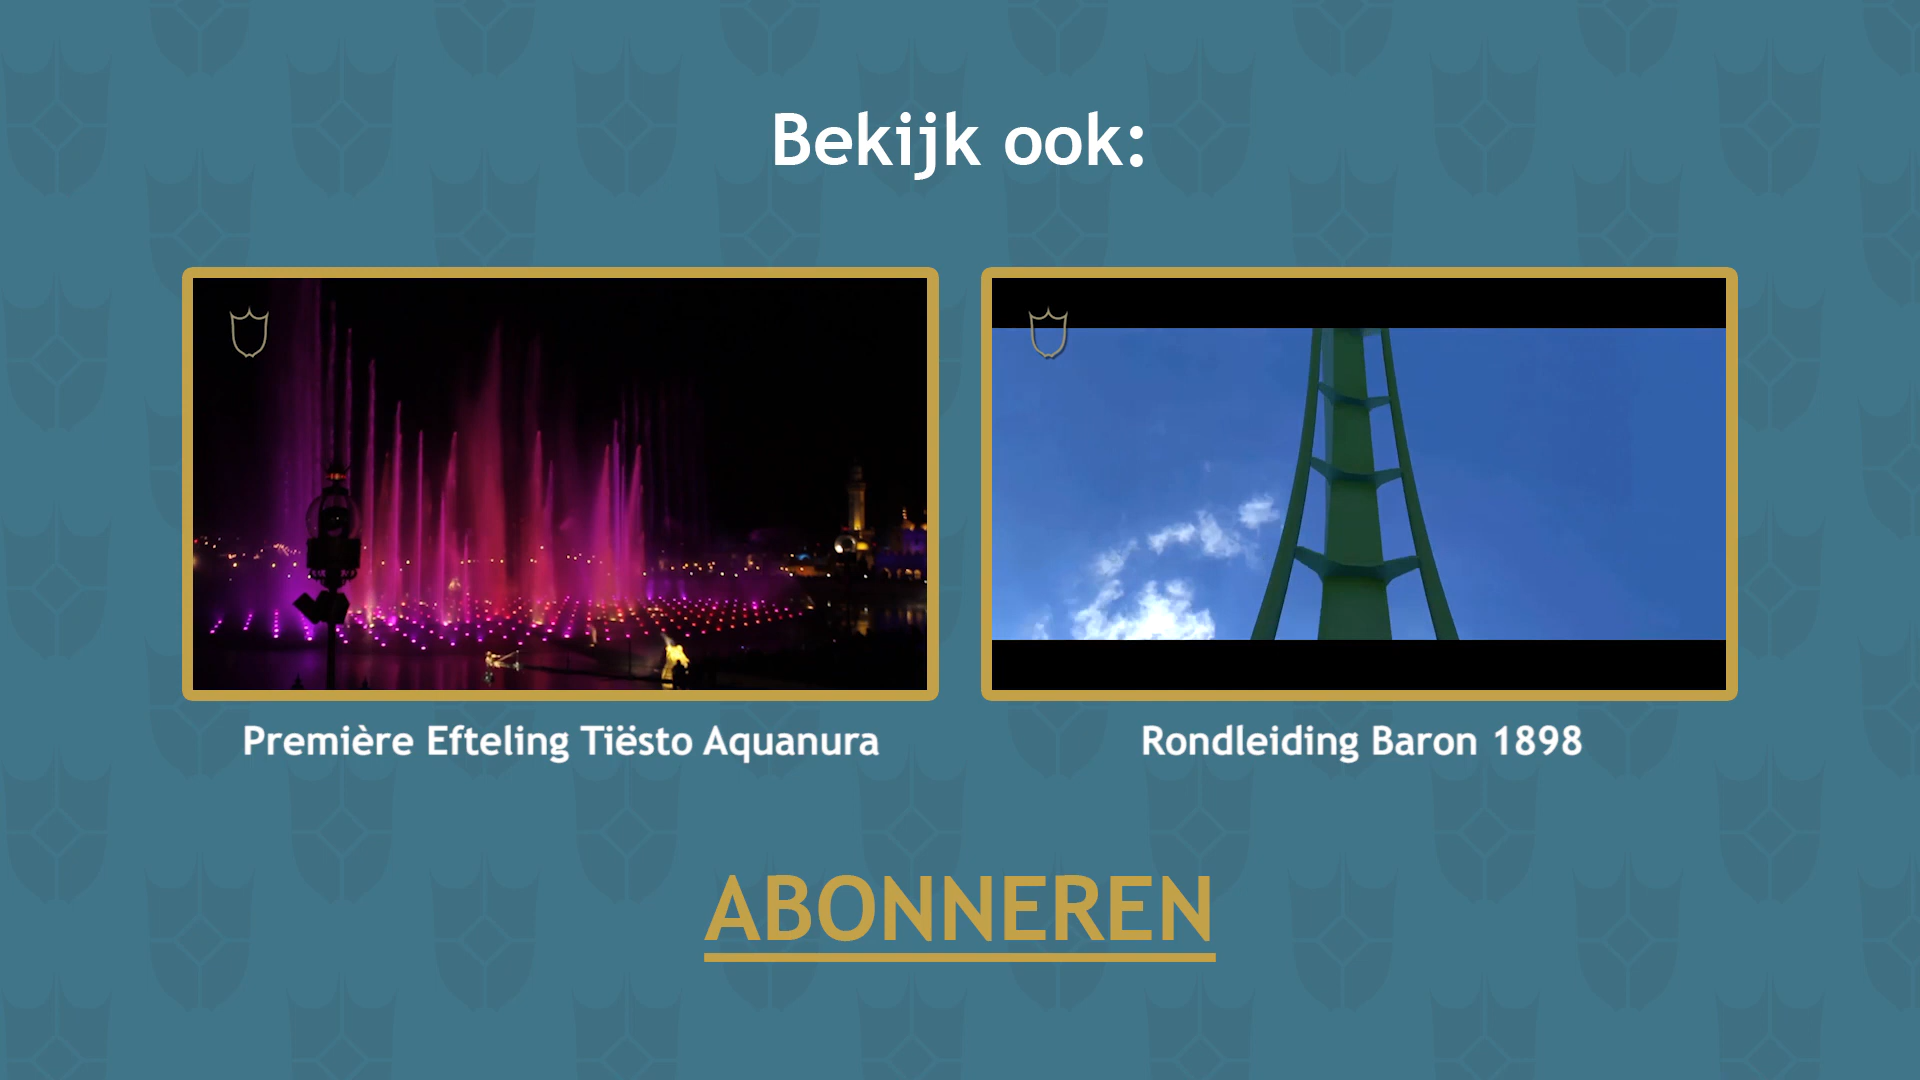 Bekijk ook:
Première Efteling Tiësto Aquanura
Rondleiding Baron 1898
ABONNEREN